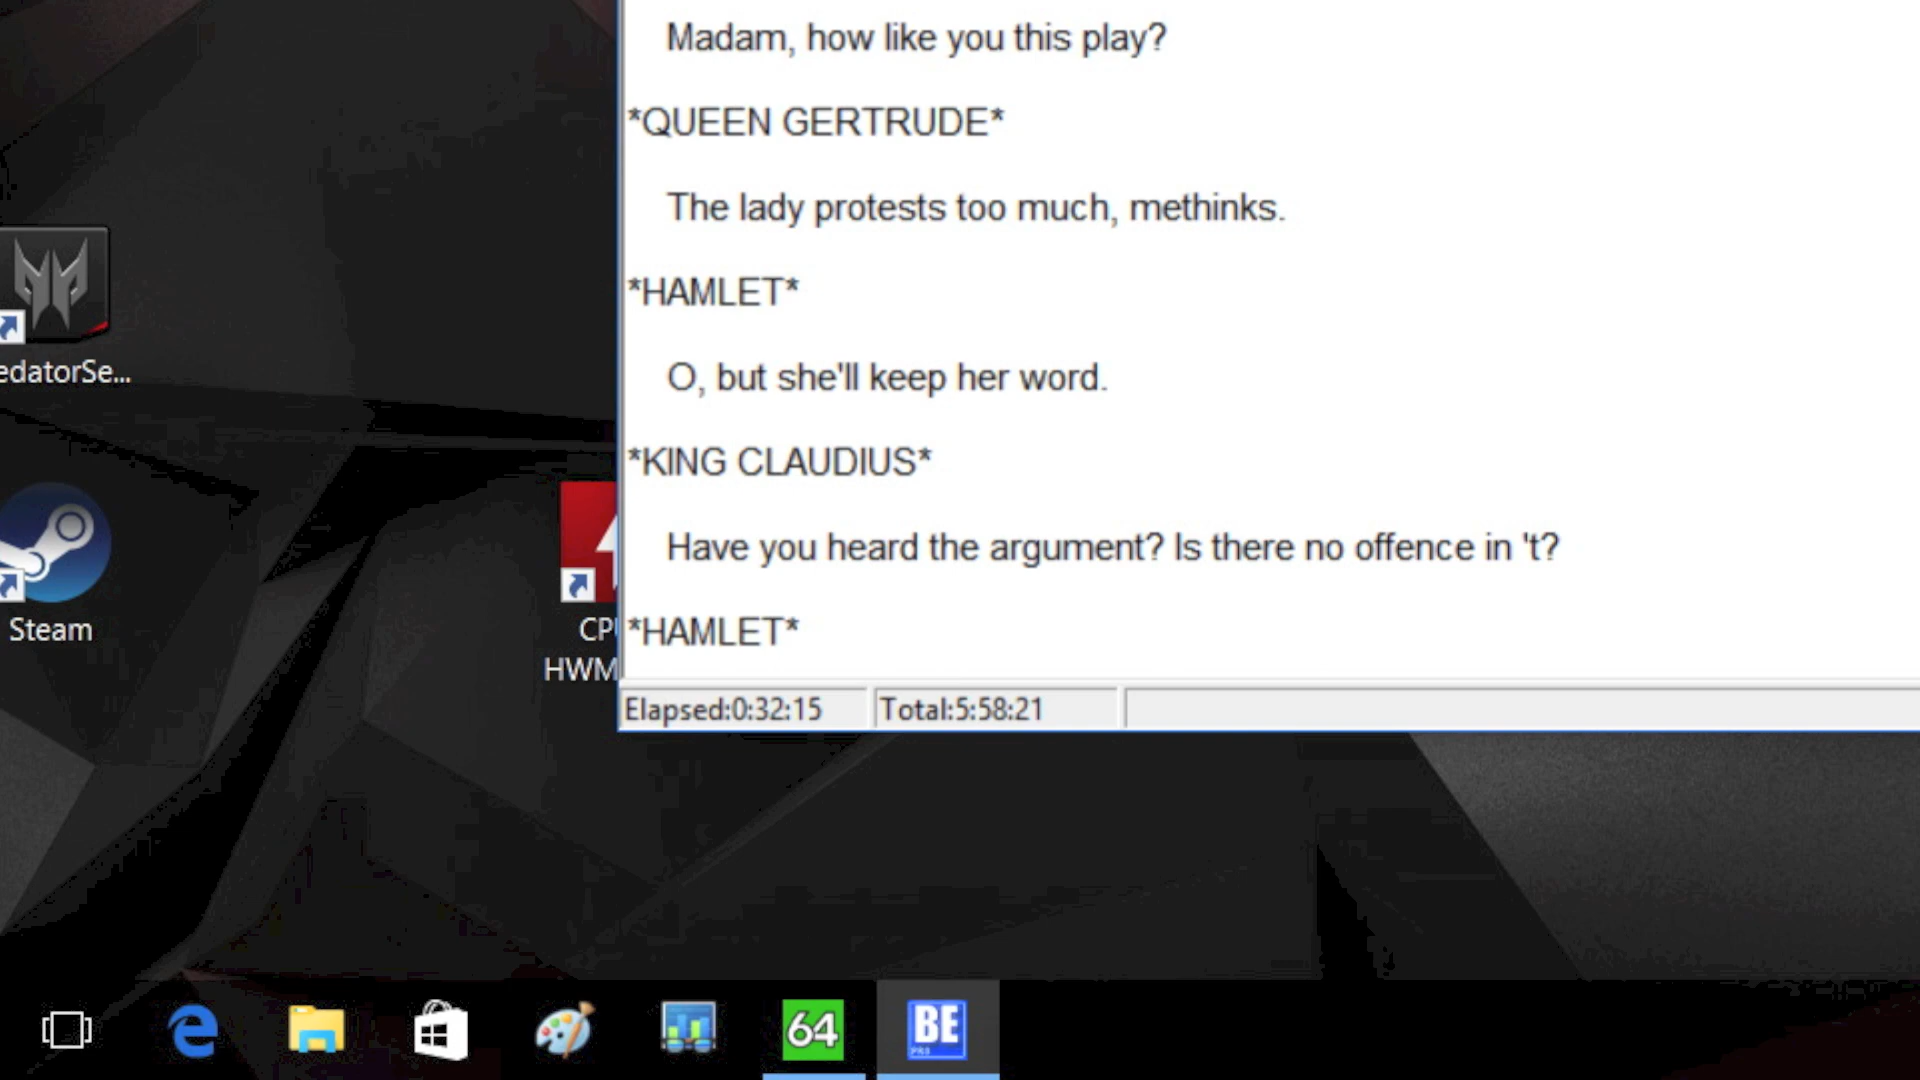 Madam, how like you this play?
*QUEEN GERTRUDE*
The lady protests too much, methinks.
*HAMLET*
O, but she'll keep her word.
*KING CLAUDIUS*
Have you heard the argument? Is there no offence in 't?
*HAMLET*
Elapsed:0:32:15
Total:5:58:21
edatorSe...
Steam
CP
HWM
64
BE
PRO